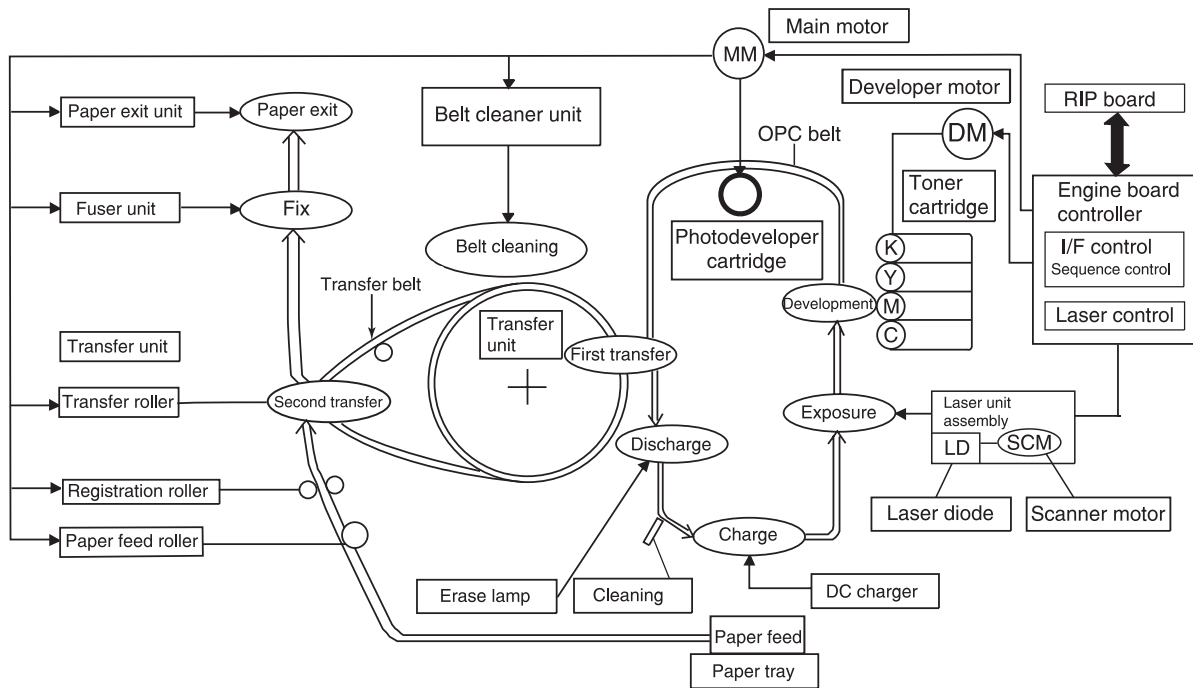 Main motor
MM
Developer motor
DM
RIP board
Paper exit unit
Paper exit
Belt cleaner unit
OPC belt
Toner
cartridge
Engine board
controller
I/F control
Sequence control
Laser control
Fuser unit
Fix
Belt cleaning
Photodeveloper
cartridge
K
Y
M
C
Development
Transfer belt
Transfer
unit
First transfer
Transfer unit
Transfer roller
Second transfer
Exposure
Laser unit
assembly
LD
SCM
Discharge
Registration roller
Laser diode
Scanner motor
Paper feed roller
Charge
Erase lamp
Cleaning
DC charger
Paper feed
Paper tray